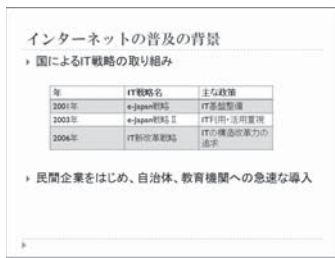 インターネットの普及の背景
国によるIT戦略の取り組み
年 IT戦略名 主な政策
2001年 e-Japan戦略 IT基盤整備
2003年 e-Japan戦略Ⅱ IT利用・活用重視
2006年 IT新改革戦略 ITの構造改革力の
追求
民間企業をはじめ、自治体、教育機関への急速な導入